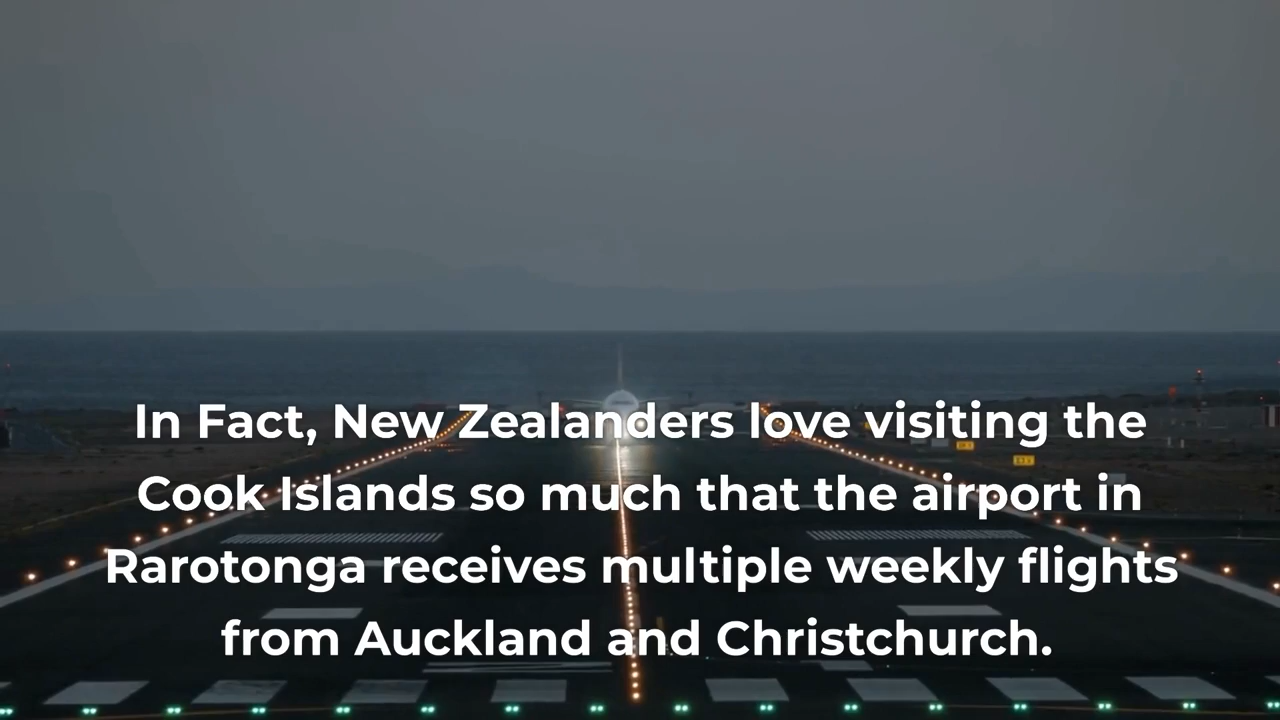 In Fact, New Zealanders love visiting the
Cook Islands so much that the airport in
Rarotonga receives multiple weekly flights
from Auckland and Christchurch.